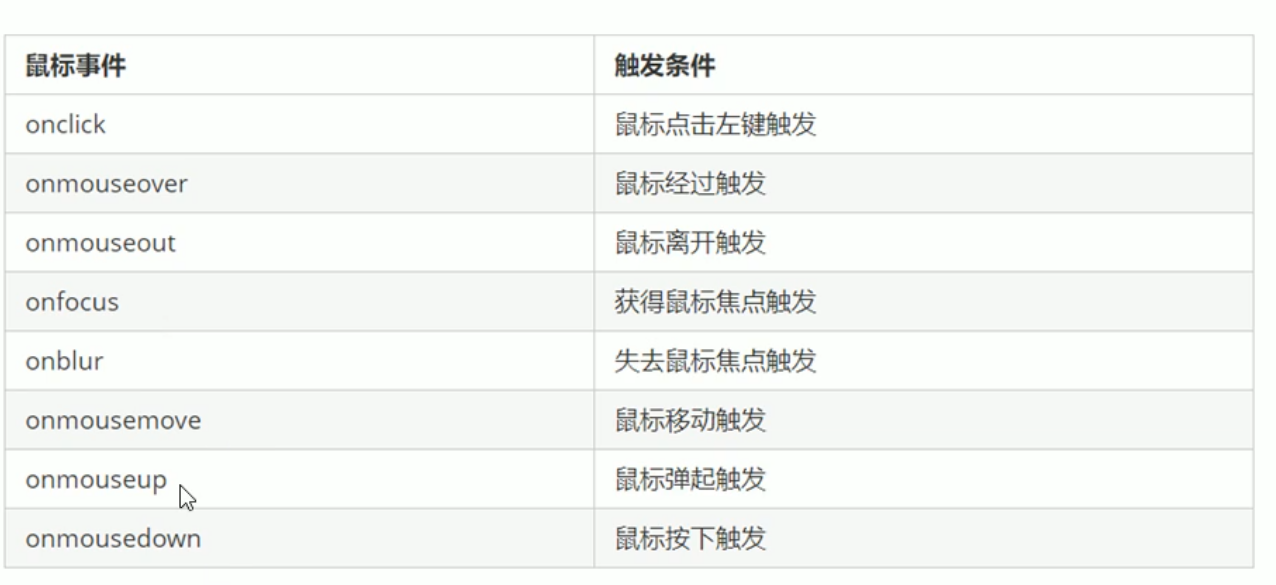 鼠标事件 触发条件
onclick 鼠标点击左键触发
onmouseover 鼠标经过触发
onmouseout 鼠标离开触发
onfocus 获得鼠标焦点触发
onblur 失去鼠标焦点触发
onmousemove 鼠标移动触发
onmouseup 鼠标弹起触发
onmousedown 鼠标按下触发